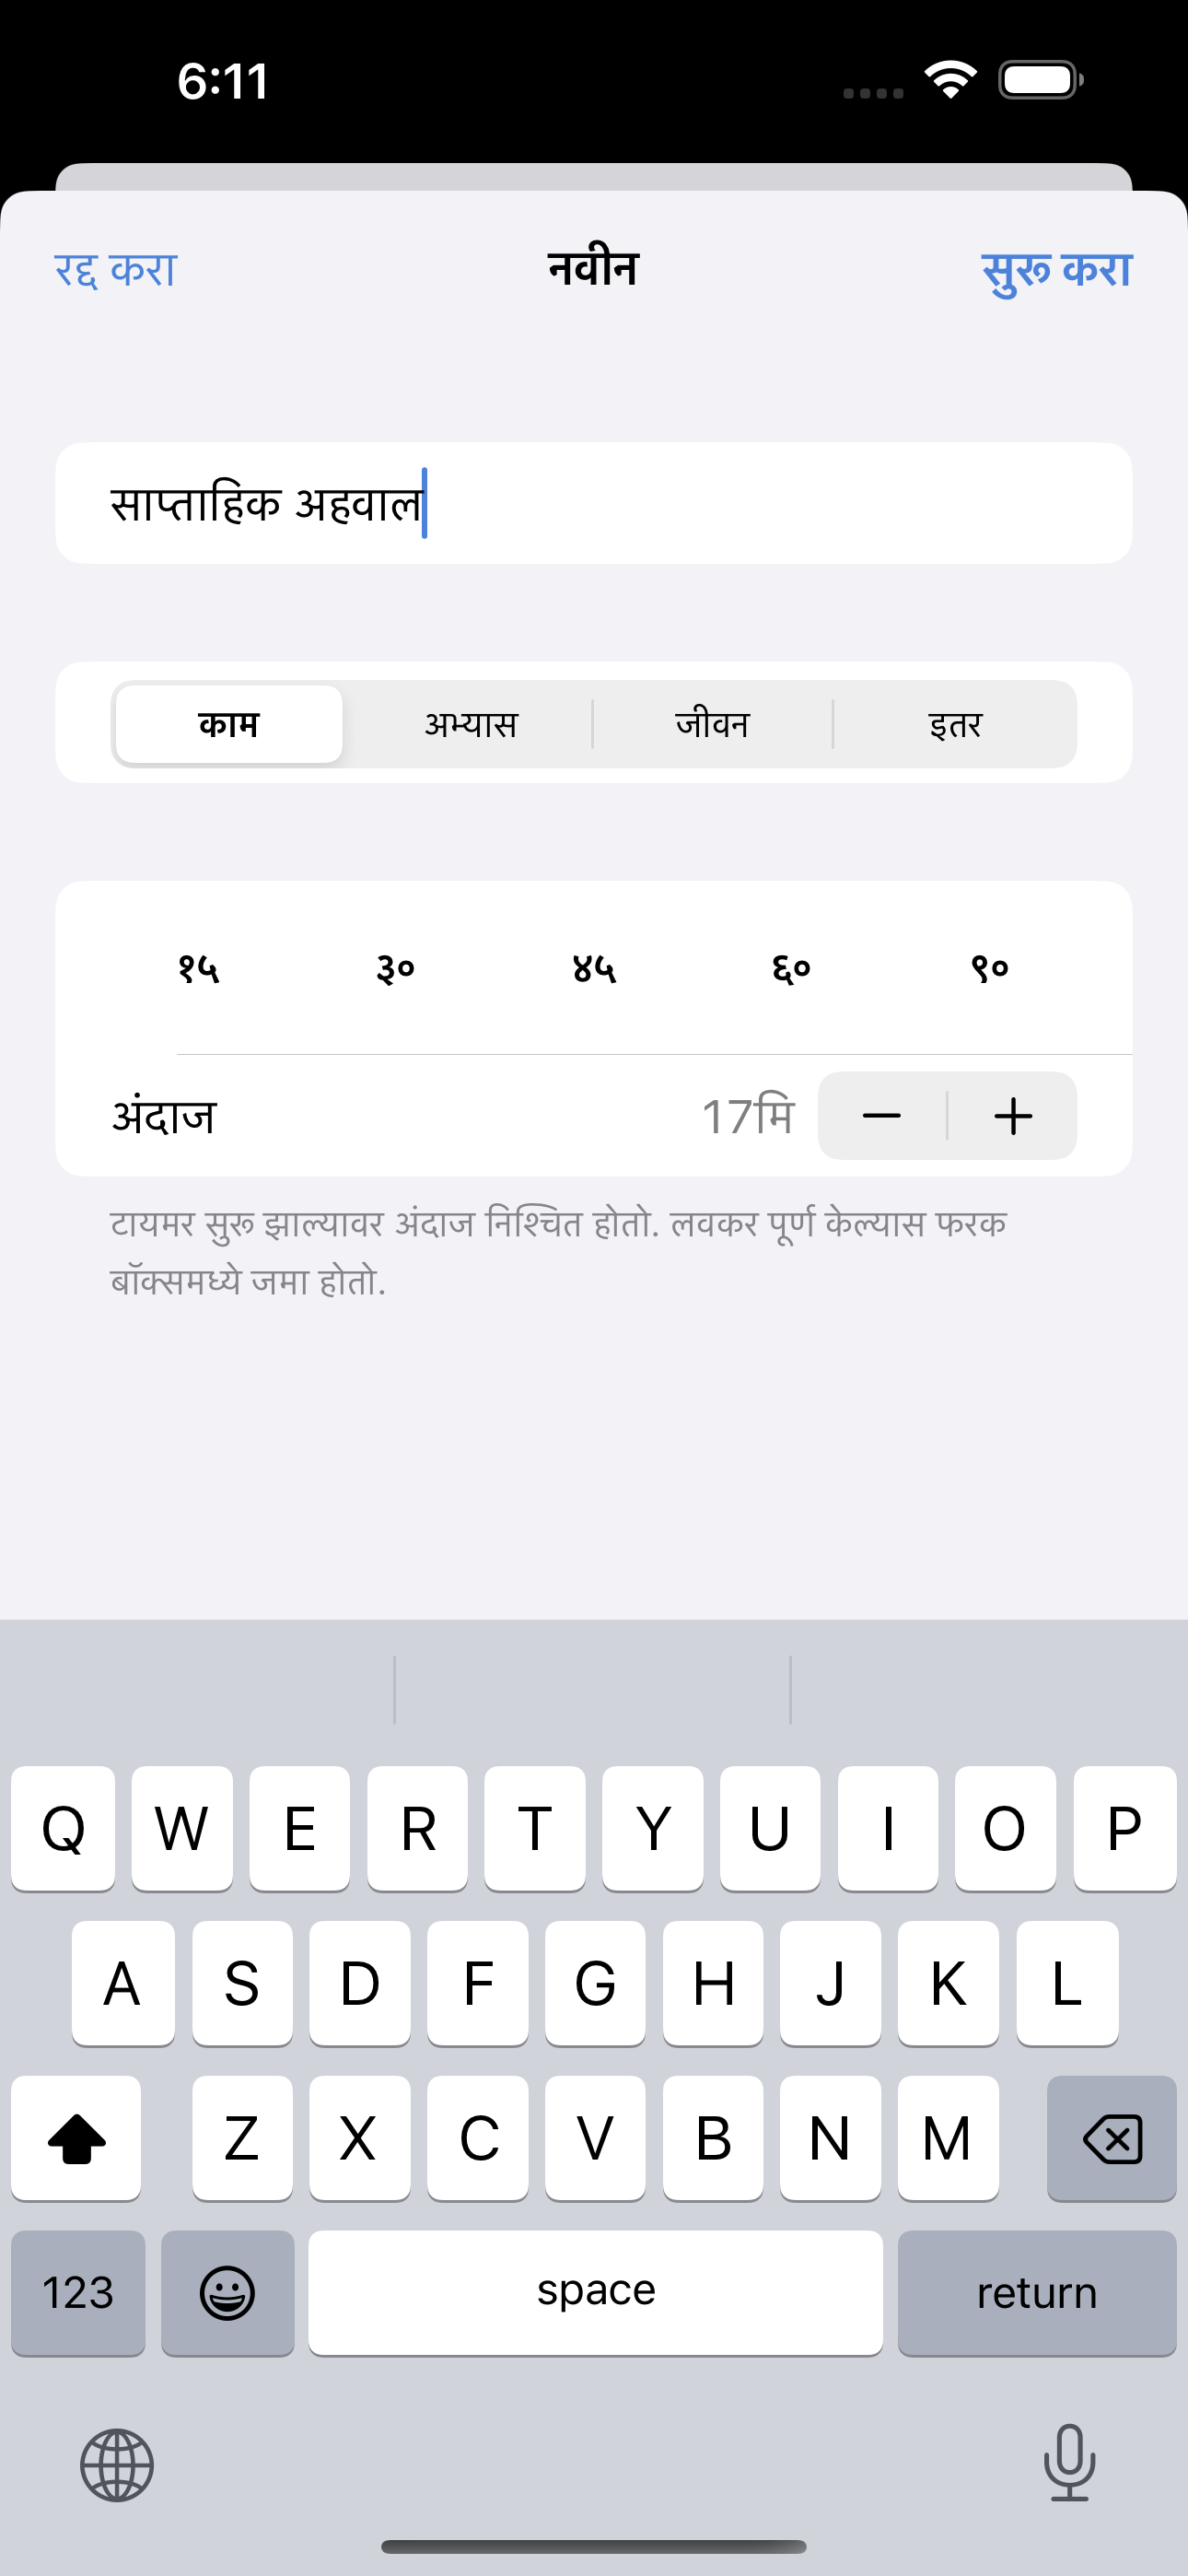 6:11
रद्द करा नवीन सुरू करा
साप्ताहिक अहवाल
काम अभ्यास जीवन इतर
१५ ३० ४५ ६० ९०
अंदाज 17मि
टायमर सुरू झाल्यावर अंदाज निश्चित होतो. लवकर पूर्ण केल्यास फरक
बॉक्समध्ये जमा होतो.
Q W E R T Y U I O P
A S D F G H J K L
Z X C V B N M
123 space return